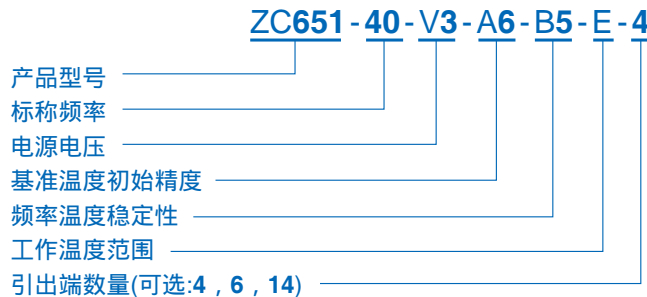 ZC651-40-V3-A6-B5-E-4
产品型号
标称频率
电源电压
基准温度初始精度
频率温度稳定性
工作温度范围
引出端数量(可选:4，6，14)